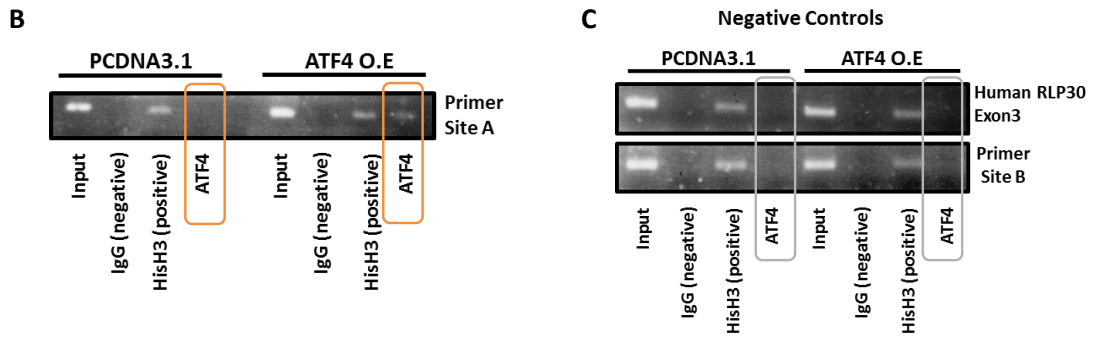 B
PCDNA3.1
ATF4 O.E
Primer
Site A
Input
IgG (negative)
HisH3 (positive)
ATF4
Input
IgG (negative)
HisH3 (positive)
ATF4
C
Negative Controls
PCDNA3.1
ATF4 O.E
Human RLP30
Exon3
Primer
Site B
Input
IgG (negative)
HisH3 (positive)
ATF4
Input
IgG (negative)
HisH3 (positive)
ATF4